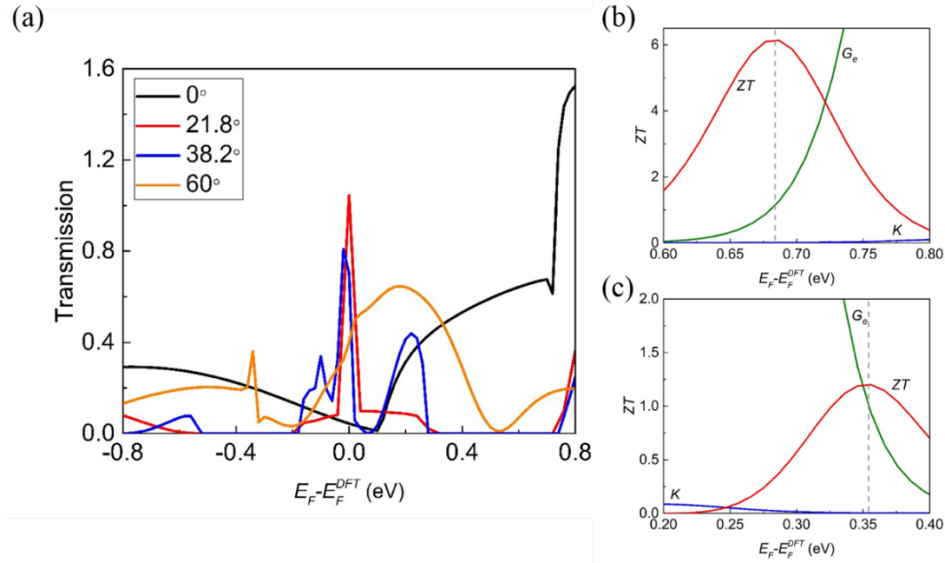 (a)
1.6
1.2
0.8
0.4
0.0
Transmission
0°
21.8°
38.2°
60°
-0.8 -0.4 0.0 0.4 0.8
E_F-E_F^{DFT} (eV)
(b)
6
4
2
0
ZT
ZT
G_e
K
0.60 0.65 0.70 0.75 0.80
E_F-E_F^{DFT} (eV)
(c)
2.0
1.5
1.0
0.5
0.0
ZT
G_e
ZT
K
0.20 0.25 0.30 0.35 0.40
E_F-E_F^{DFT} (eV)